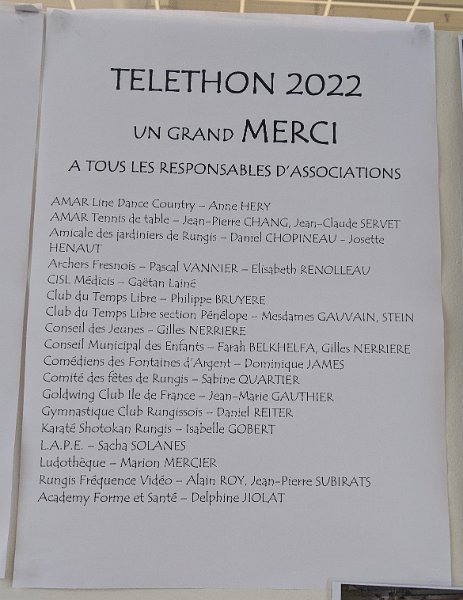 TELETHON 2022
UN GRAND MERCI
A TOUS LES RESPONSABLES D'ASSOCIATIONS
AMAR Line Dance Country – Anne HERY
AMAR Tennis de table – Jean-Pierre CHANG, Jean-Claude SERVET
Amicale des jardiniers de Rungis – Daniel CHOPINEAU - Josette
HENAUT
Archers Fresnois – Pascal VANNIER – Elisabeth RENOLLEAU
CISL Médicis – Gaëtan Lainé
Club du Temps Libre – Philippe BRUYERE
Club du Temps Libre section Pénélope – Mesdames GAUVAIN, STEIN
Conseil des Jeunes - Gilles NERRIERE
Conseil Municipal des Enfants – Farah BELKHELFA, Gilles NERRIERE
Comédiens des Fontaines d'Argent – Dominique JAMES
Comité des fêtes de Rungis – Sabine QUARTIER
Goldwing Club Ile de France – Jean-Marie GAUTHIER
Gymnastique Club Rungissois – Daniel REITER
Karaté Shotokan Rungis – Isabelle GOBERT
L.A.P.E. – Sacha SOLANES
Ludothèque – Marion MERCIER
Rungis Fréquence Vidéo – Alain ROY, Jean-Pierre SUBIRATS
Academy Forme et Santé – Delphine JIOLAT